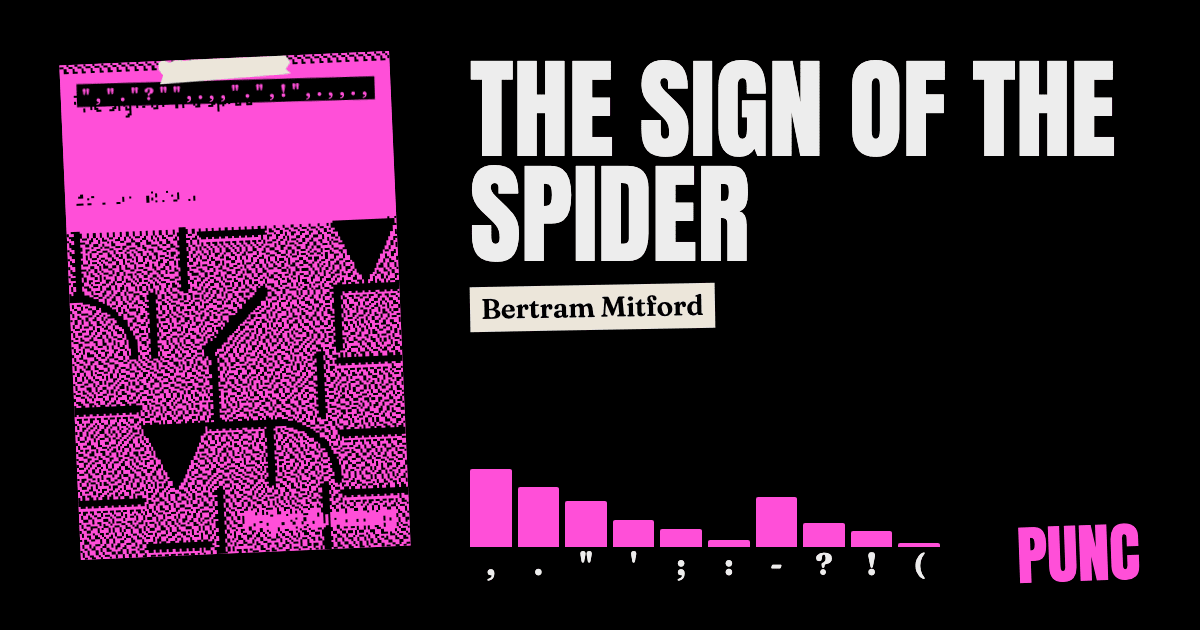 ","."?"",.,,".",!",.,,.,
THE SIGN OF THE
SPIDER
Bertram Mitford
, . " ' ; : - ? ! (
PUNC